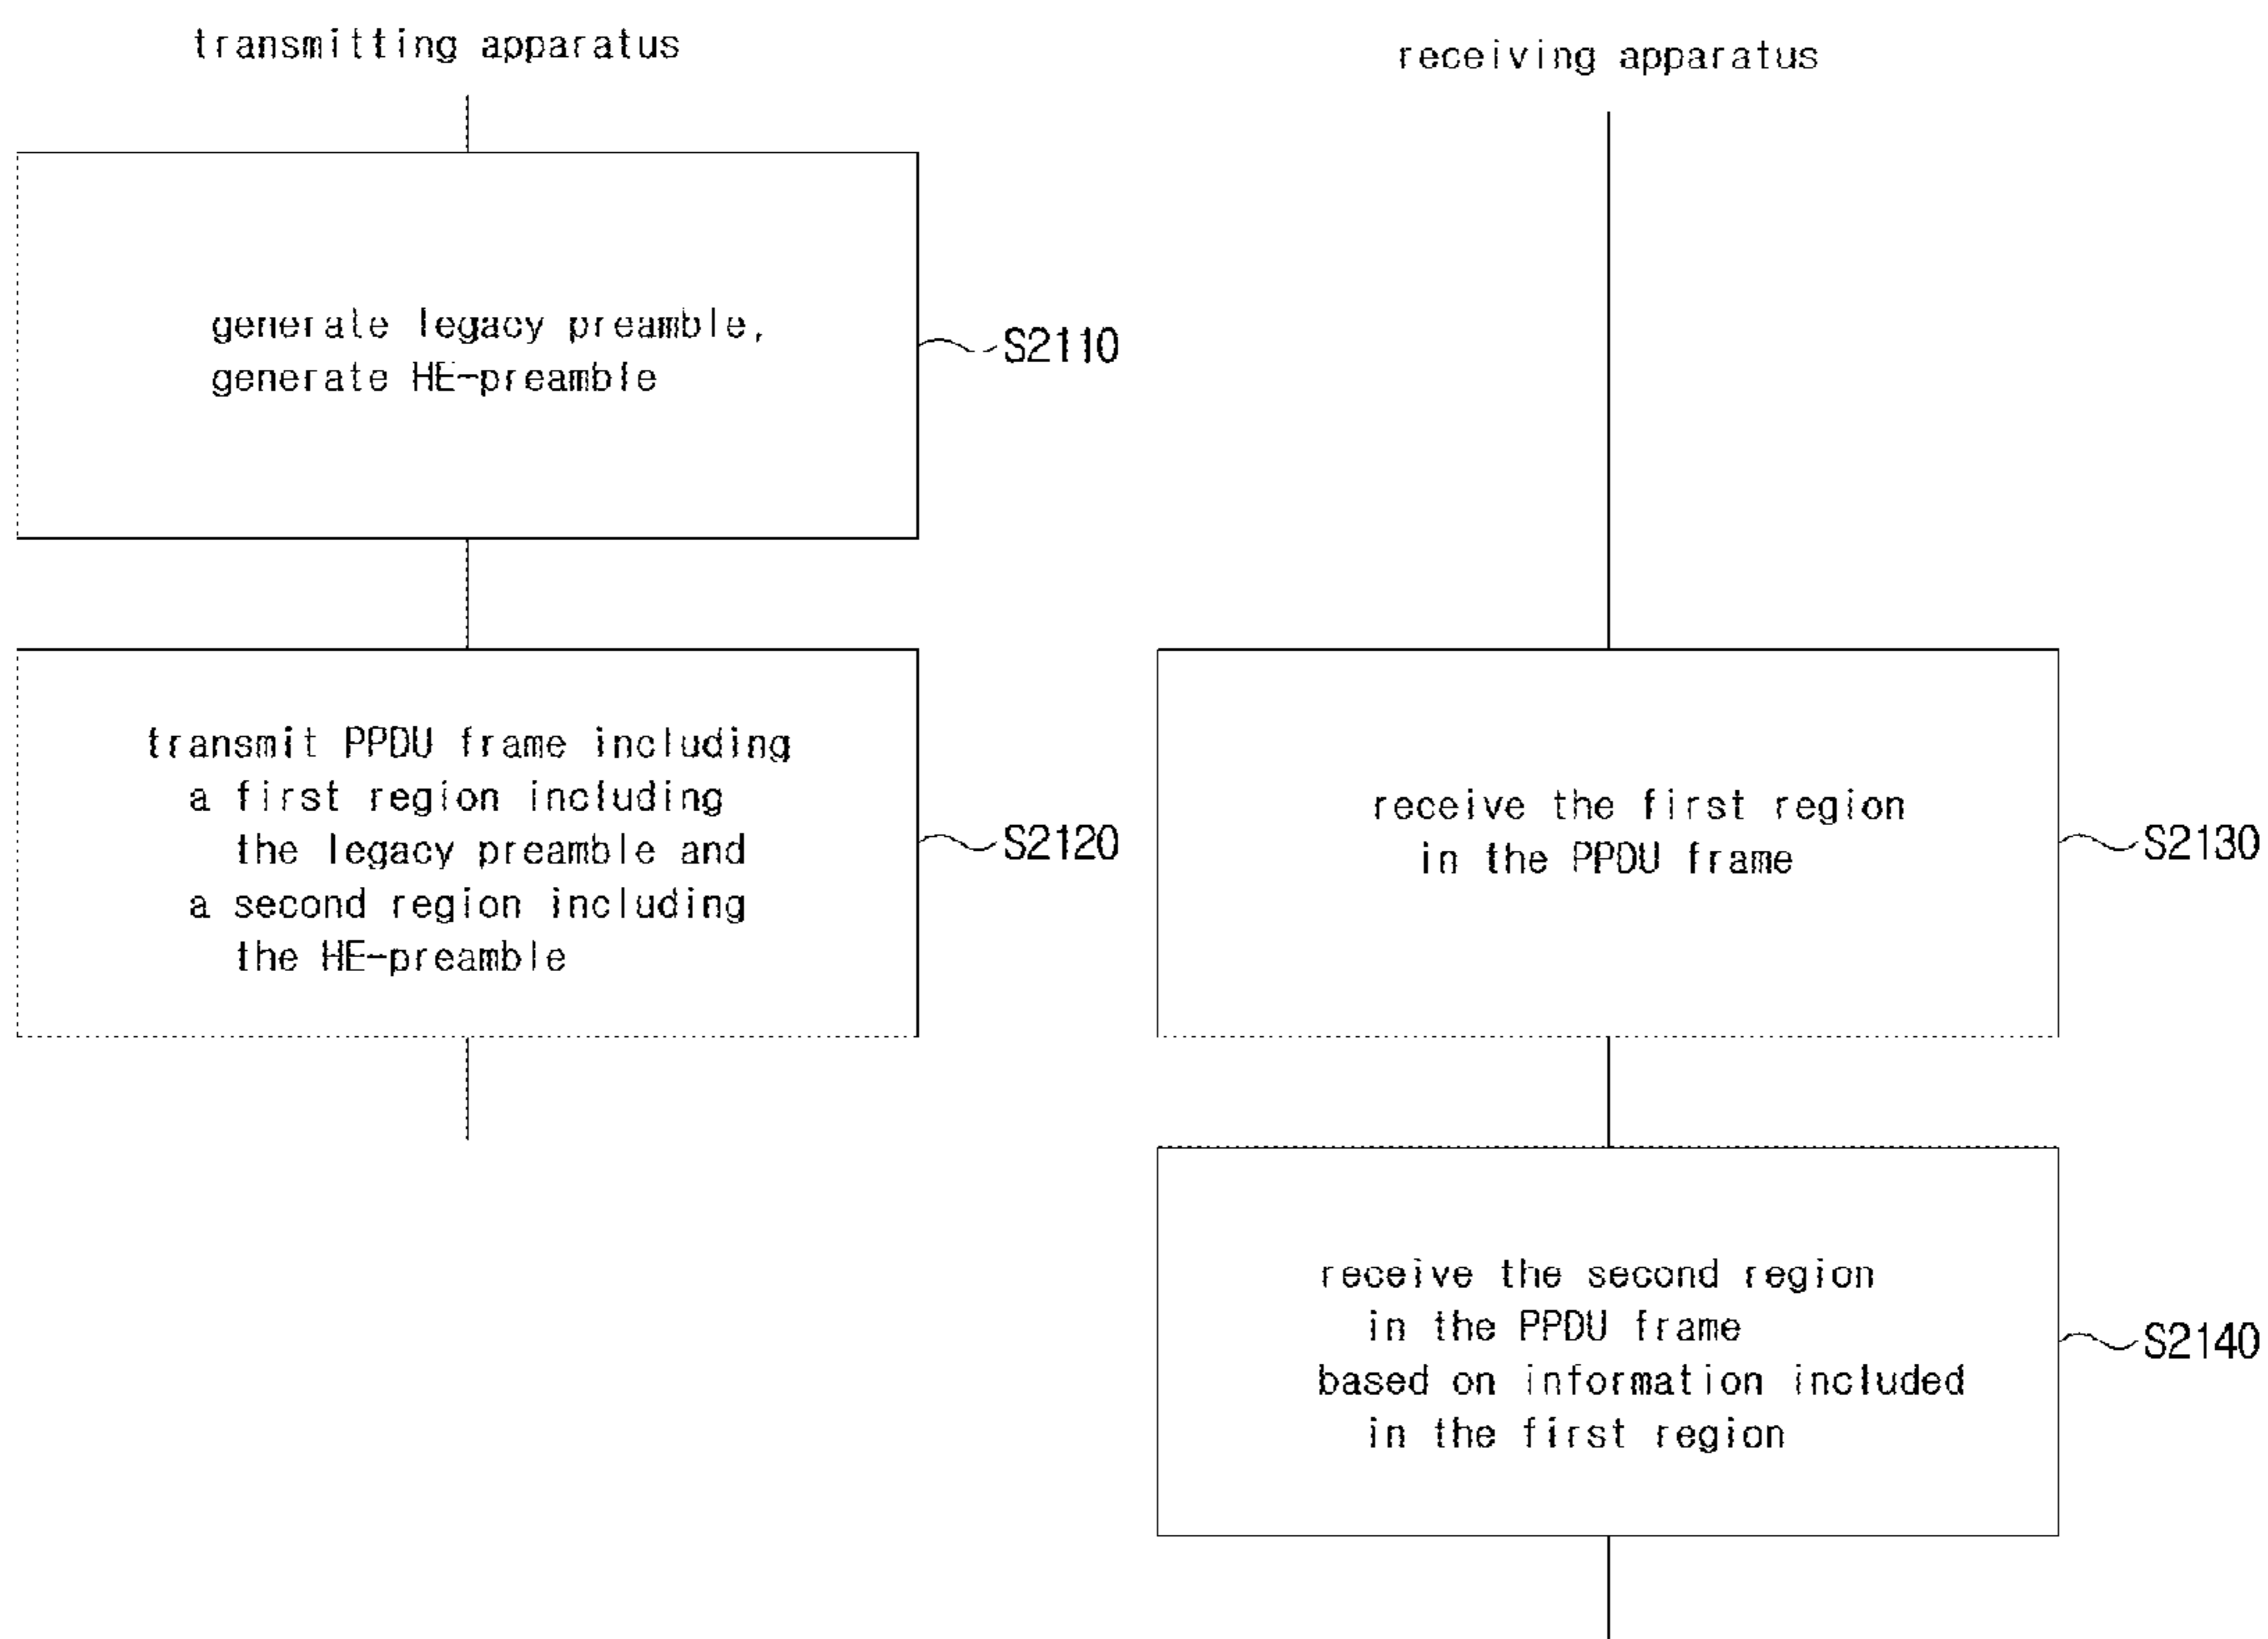 transmitting apparatus
receiving apparatus
generate legacy preamble,
generate HE-preamble
S2110
transmit PPDU frame including
a first region including
the legacy preamble and
a second region including
the HE-preamble
S2120
receive the first region
in the PPDU frame
S2130
receive the second region
in the PPDU frame
based on information included
in the first region
S2140